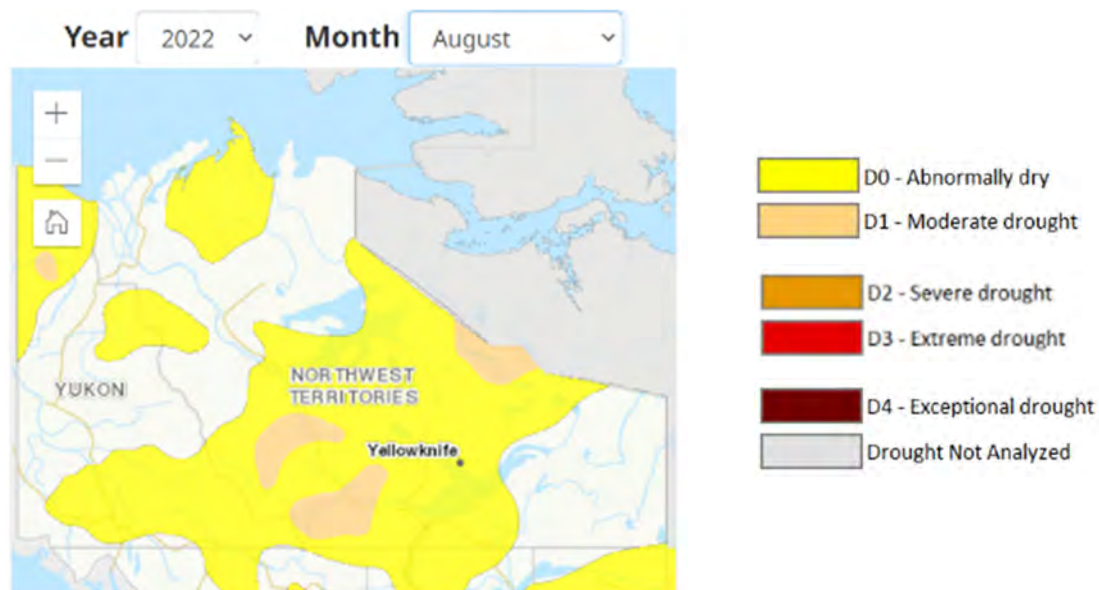 Year 2022 Month August
+
−
D0 - Abnormally dry
D1 - Moderate drought
D2 - Severe drought
D3 - Extreme drought
D4 - Exceptional drought
Drought Not Analyzed
YUKON
NORTHWEST
TERRITORIES
Yellowknife